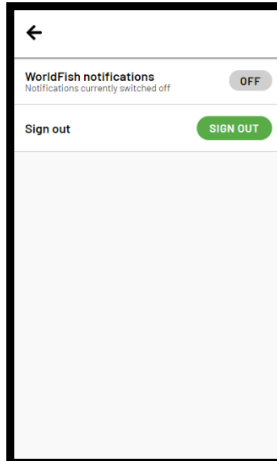 WorldFish notifications
Notifications currently switched off
OFF
Sign out
SIGN OUT